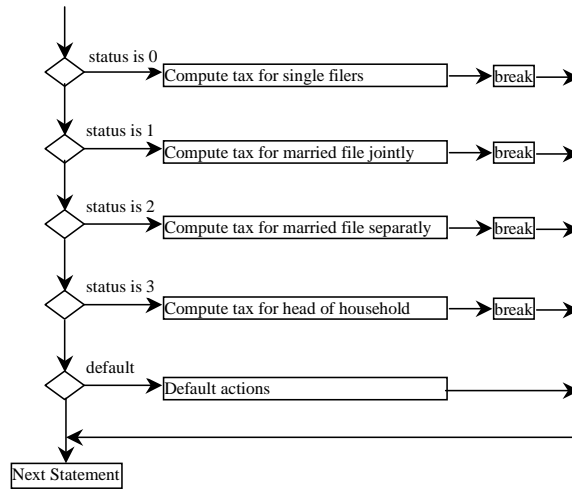 status is 0
Compute tax for single filers
break
status is 1
Compute tax for married file jointly
break
status is 2
Compute tax for married file separatly
break
status is 3
Compute tax for head of household
break
default
Default actions
Next Statement